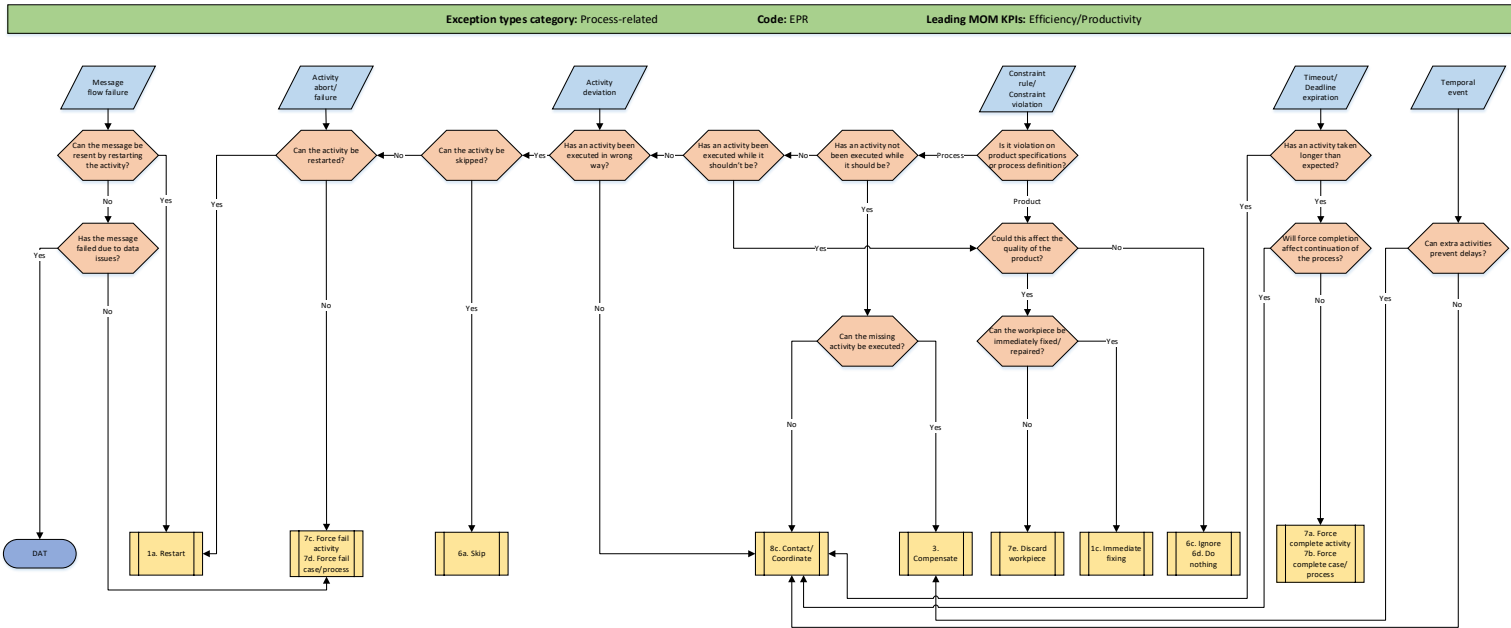 Exception types category: Process-related Code: EPR Leading MOM KPIs: Efficiency/Productivity
Message
flow failure
Activity
abort/
failure
Activity
deviation
Constraint
rule/
Constraint
violation
Timeout/
Deadline
expiration
Temporal
event
Can the message be
resent by restarting
the activity?
Can the activity be
restarted?
No
Can the activity be
skipped?
Yes
Has an activity been
executed in wrong
way?
No
Has an activity been
executed while it
shouldn't be?
No
Has an activity not
been executed while
it should be?
Process
Is it violation on
product specifications
or process definition?
Has an activity taken
longer than
expected?
No
Yes
Yes
Yes
Product
Yes
Yes
Has the message
failed due to data
issues?
Yes
Yes
Could this affect the
quality of the
product?
No
Will force completion
affect continuation of
the process?
Can extra activities
prevent delays?
No
No
Yes
No
Yes
Yes
No
Yes
No
Can the missing
activity be executed?
Can the workpiece be
immediately fixed/
repaired?
Yes
No
Yes
No
DAT
1a. Restart
7c. Force fail
activity
7d. Force fail
case/process
6a. Skip
8c. Contact/
Coordinate
3.
Compensate
7e. Discard
workpiece
1c. Immediate
fixing
6c. Ignore
6d. Do
nothing
7a. Force
complete activity
7b. Force
complete case/
process